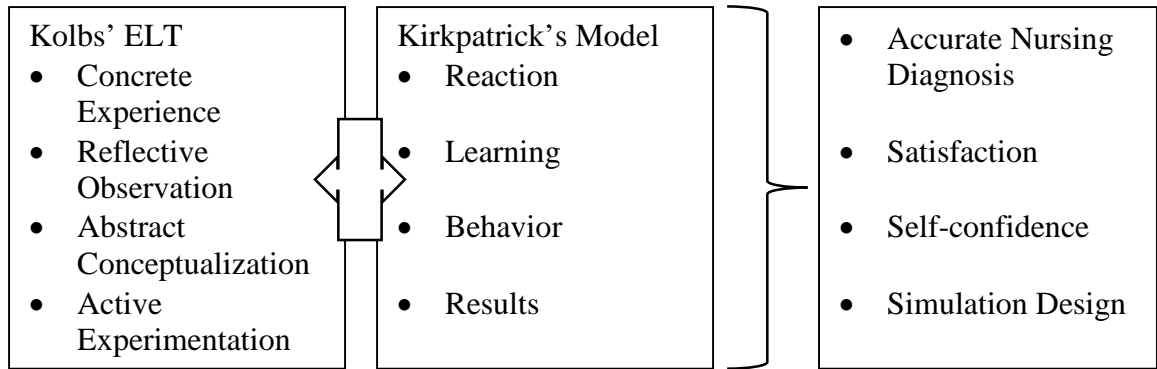 Kolbs’ ELT
• Concrete
Experience
• Reflective
Observation
• Abstract
Conceptualization
• Active
Experimentation
Kirkpatrick’s Model
• Reaction
• Learning
• Behavior
• Results
• Accurate Nursing
Diagnosis
• Satisfaction
• Self-confidence
• Simulation Design